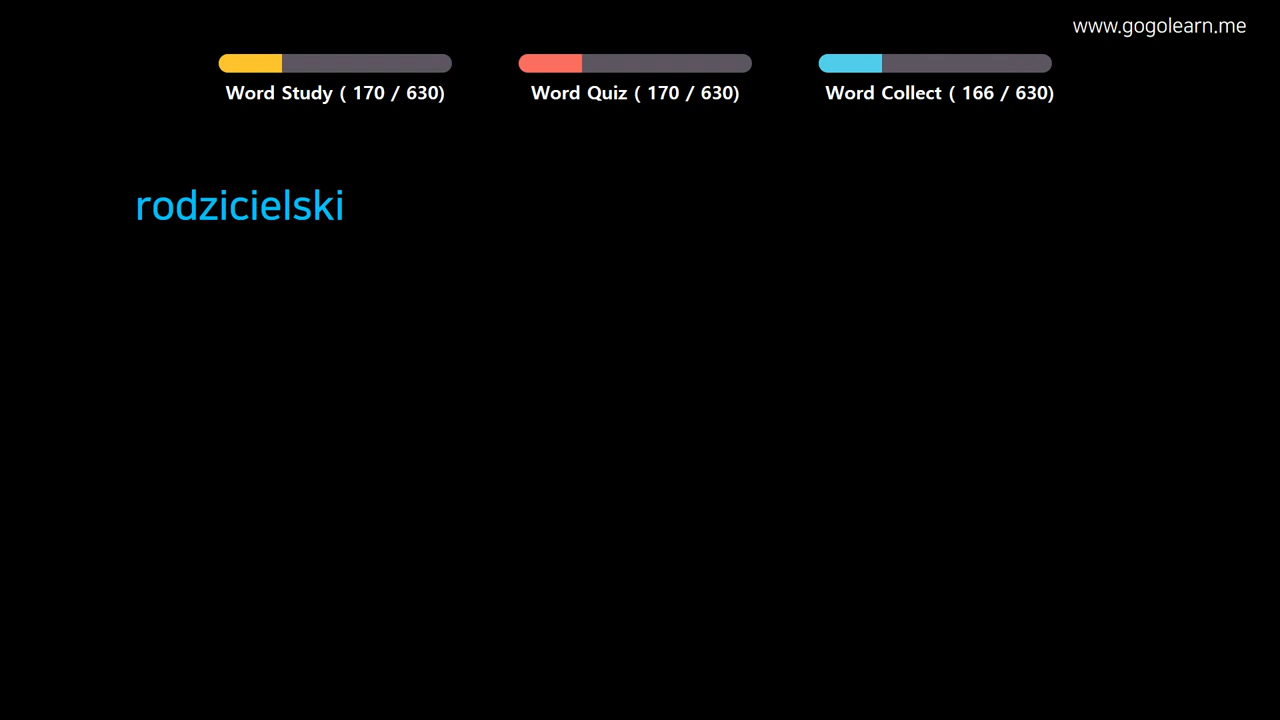 www.gogolearn.me
Word Study ( 170 / 630)
Word Quiz ( 170 / 630)
Word Collect ( 166 / 630)
rodzicielski